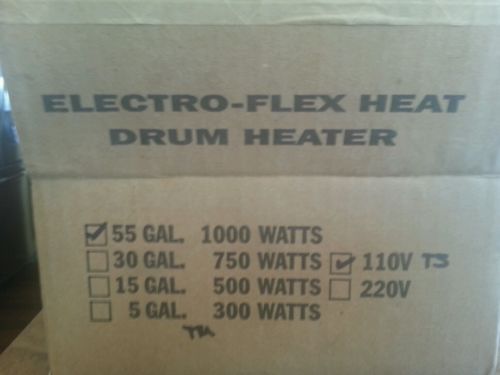 ELECTRO-FLEX HEAT
DRUM HEATER
55 GAL. 1000 WATTS
30 GAL. 750 WATTS 110V TS
15 GAL. 500 WATTS 220V
5 GAL. 300 WATTS